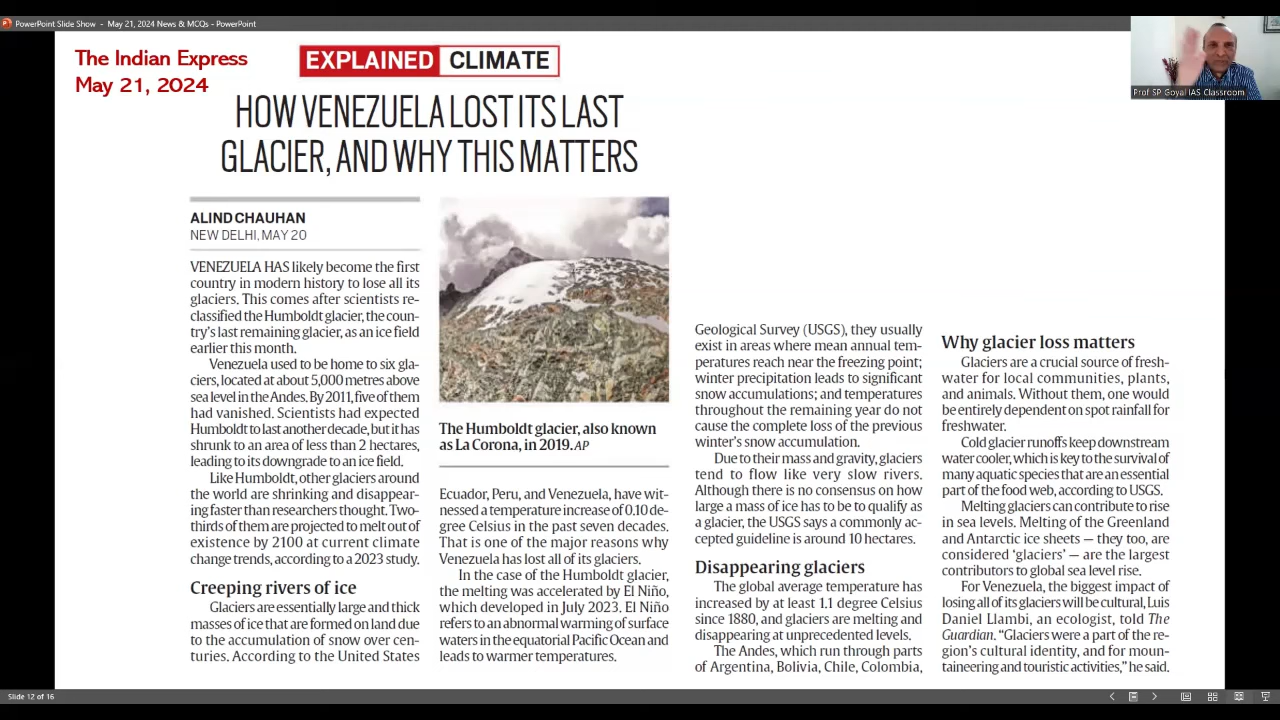 PowerPoint Slide Show - May 21, 2024 News & MCQs - PowerPoint
The Indian Express
May 21, 2024
EXPLAINED CLIMATE
Prof SP Goyal IAS Classroom
HOW VENEZUELA LOST ITS LAST
GLACIER, AND WHY THIS MATTERS
ALIND CHAUHAN
NEW DELHI, MAY 20
VENEZUELA HAS likely become the first
country in modern history to lose all its
glaciers. This comes after scientists re-
classified the Humboldt glacier, the coun-
try's last remaining glacier, as an ice field
earlier this month.
Venezuela used to be home to six gla-
ciers, located at about 5,000 metres above
sea level in the Andes. By 2011, five of them
had vanished. Scientists had expected
Humboldt to last another decade, but it has
shrunk to an area of less than 2 hectares,
leading to its downgrade to an ice field.
Like Humboldt, other glaciers around
the world are shrinking and disappear-
ing faster than researchers thought. Two-
thirds of them are projected to melt out of
existence by 2100 at current climate
change trends, according to a 2023 study.
Creeping rivers of ice
Glaciers are essentially large and thick
masses of ice that are formed on land due
to the accumulation of snow over cen-
turies. According to the United States
The Humboldt glacier, also known
as La Corona, in 2019. AP
Geological Survey (USGS), they usually
exist in areas where mean annual tem-
peratures reach near the freezing point;
winter precipitation leads to significant
snow accumulations; and temperatures
throughout the remaining year do not
cause the complete loss of the previous
winter's snow accumulation.
Due to their mass and gravity, glaciers
tend to flow like very slow rivers.
Although there is no consensus on how
large a mass of ice has to be to qualify as
a glacier, the USGS says a commonly ac-
cepted guideline is around 10 hectares.
Disappearing glaciers
The global average temperature has
increased by at least 1.1 degree Celsius
since 1880, and glaciers are melting and
disappearing at unprecedented levels.
The Andes, which run through parts
of Argentina, Bolivia, Chile, Colombia,
Ecuador, Peru, and Venezuela, have wit-
nessed a temperature increase of 0.10 de-
gree Celsius in the past seven decades.
That is one of the major reasons why
Venezuela has lost all of its glaciers.
In the case of the Humboldt glacier,
the melting was accelerated by El Niño,
which developed in July 2023. El Niño
refers to an abnormal warming of surface
waters in the equatorial Pacific Ocean and
leads to warmer temperatures.
Why glacier loss matters
Glaciers are a crucial source of fresh-
water for local communities, plants,
and animals. Without them, one would
be entirely dependent on spot rainfall for
freshwater.
Cold glacier runoffs keep downstream
water cooler, which is key to the survival of
many aquatic species that are an essential
part of the food web, according to USGS.
Melting glaciers can contribute to rise
in sea levels. Melting of the Greenland
and Antarctic ice sheets — they too, are
considered ‘glaciers’ — are the largest
contributors to global sea level rise.
For Venezuela, the biggest impact of
losing all of its glaciers will be cultural, Luis
Daniel Llambi, an ecologist, told The
Guardian. “Glaciers were a part of the re-
gion's cultural identity, and for moun-
taineering and touristic activities,” he said.
Slide 12 of 16